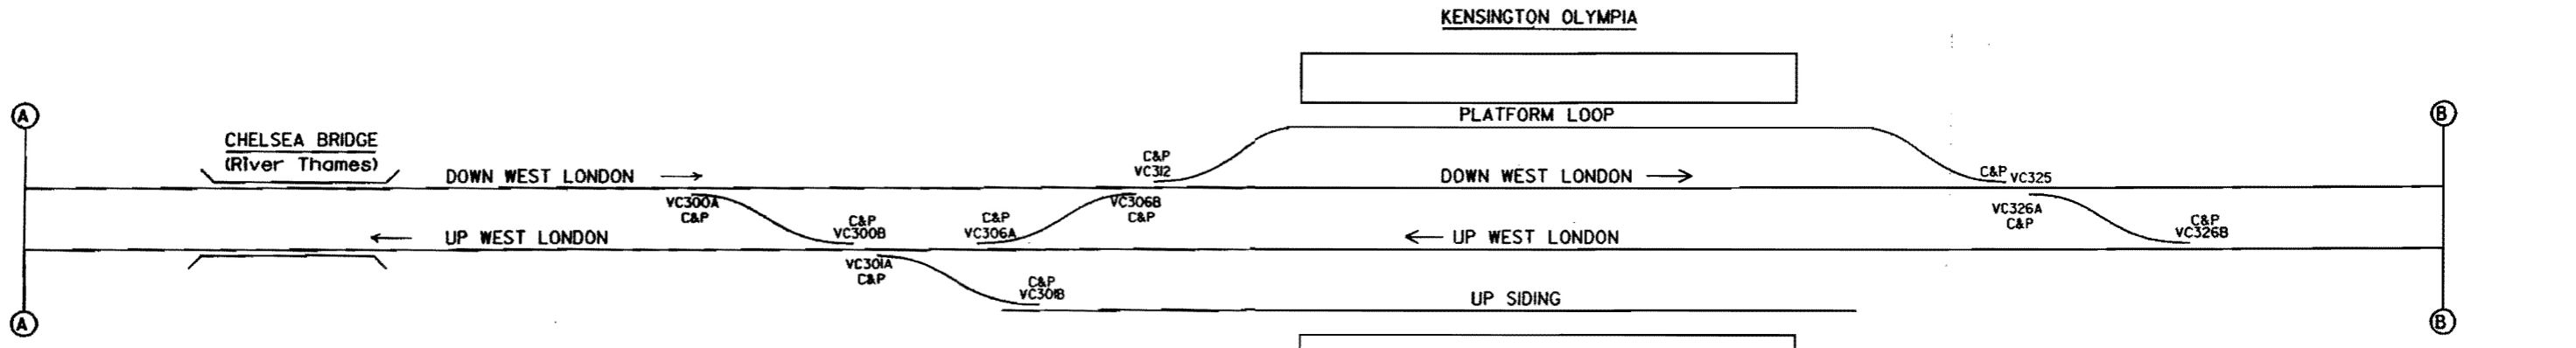 KENSINGTON OLYMPIA
PLATFORM LOOP
A
B
CHELSEA BRIDGE
(River Thames)
DOWN WEST LONDON
C&P
VC312
DOWN WEST LONDON
C&P VC325
VC300A
C&P
C&P
VC300B
C&P
VC306A
VC306B
C&P
VC326A
C&P
C&P
VC326B
UP WEST LONDON
UP WEST LONDON
VC301A
C&P
C&P
VC301B
UP SIDING
A
B